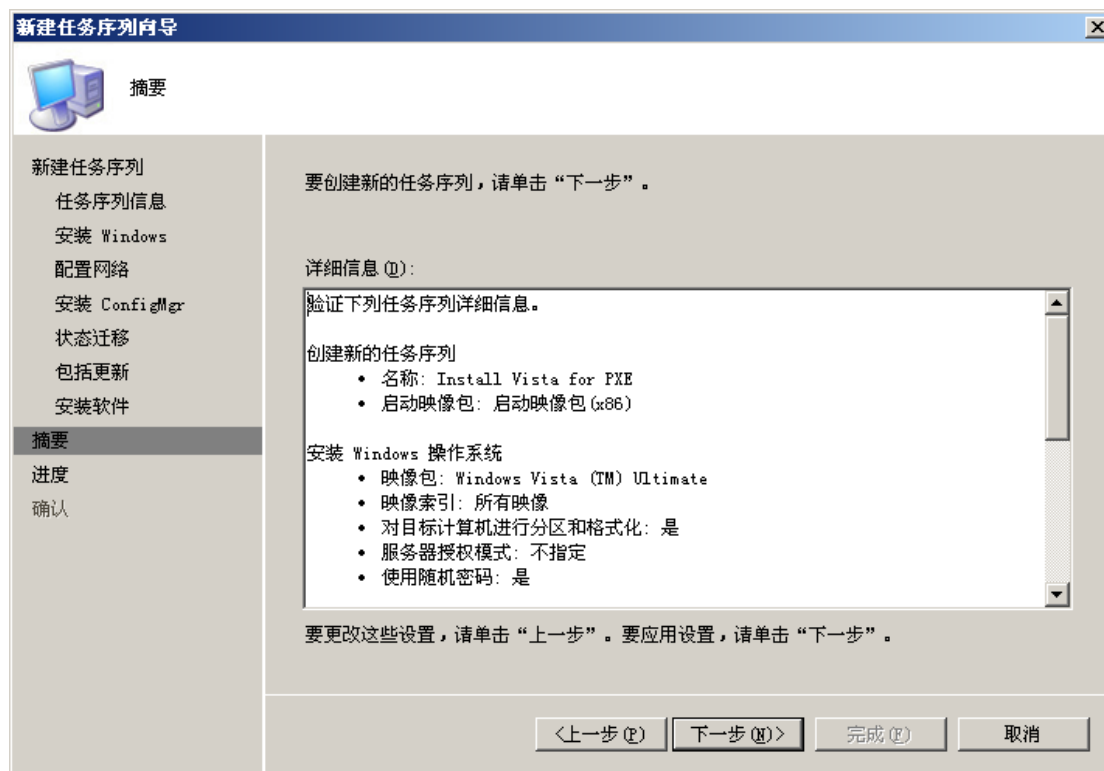 新建任务序列向导
摘要
新建任务序列
任务序列信息
安装 Windows
配置网络
安装 ConfigMgr
状态迁移
包括更新
安装软件
摘要
进度
确认
要创建新的任务序列，请单击“下一步”。
详细信息(D):
验证下列任务序列详细信息。
创建新的任务序列
• 名称: Install Vista for PXE
• 启动映像包: 启动映像包(x86)
安装 Windows 操作系统
• 映像包: Windows Vista (TM) Ultimate
• 映像索引: 所有映像
• 对目标计算机进行分区和格式化: 是
• 服务器授权模式: 不指定
• 使用随机密码: 是
要更改这些设置，请单击“上一步”。要应用设置，请单击“下一步”。
<上一步(P) 下一步(N)> 完成(F) 取消